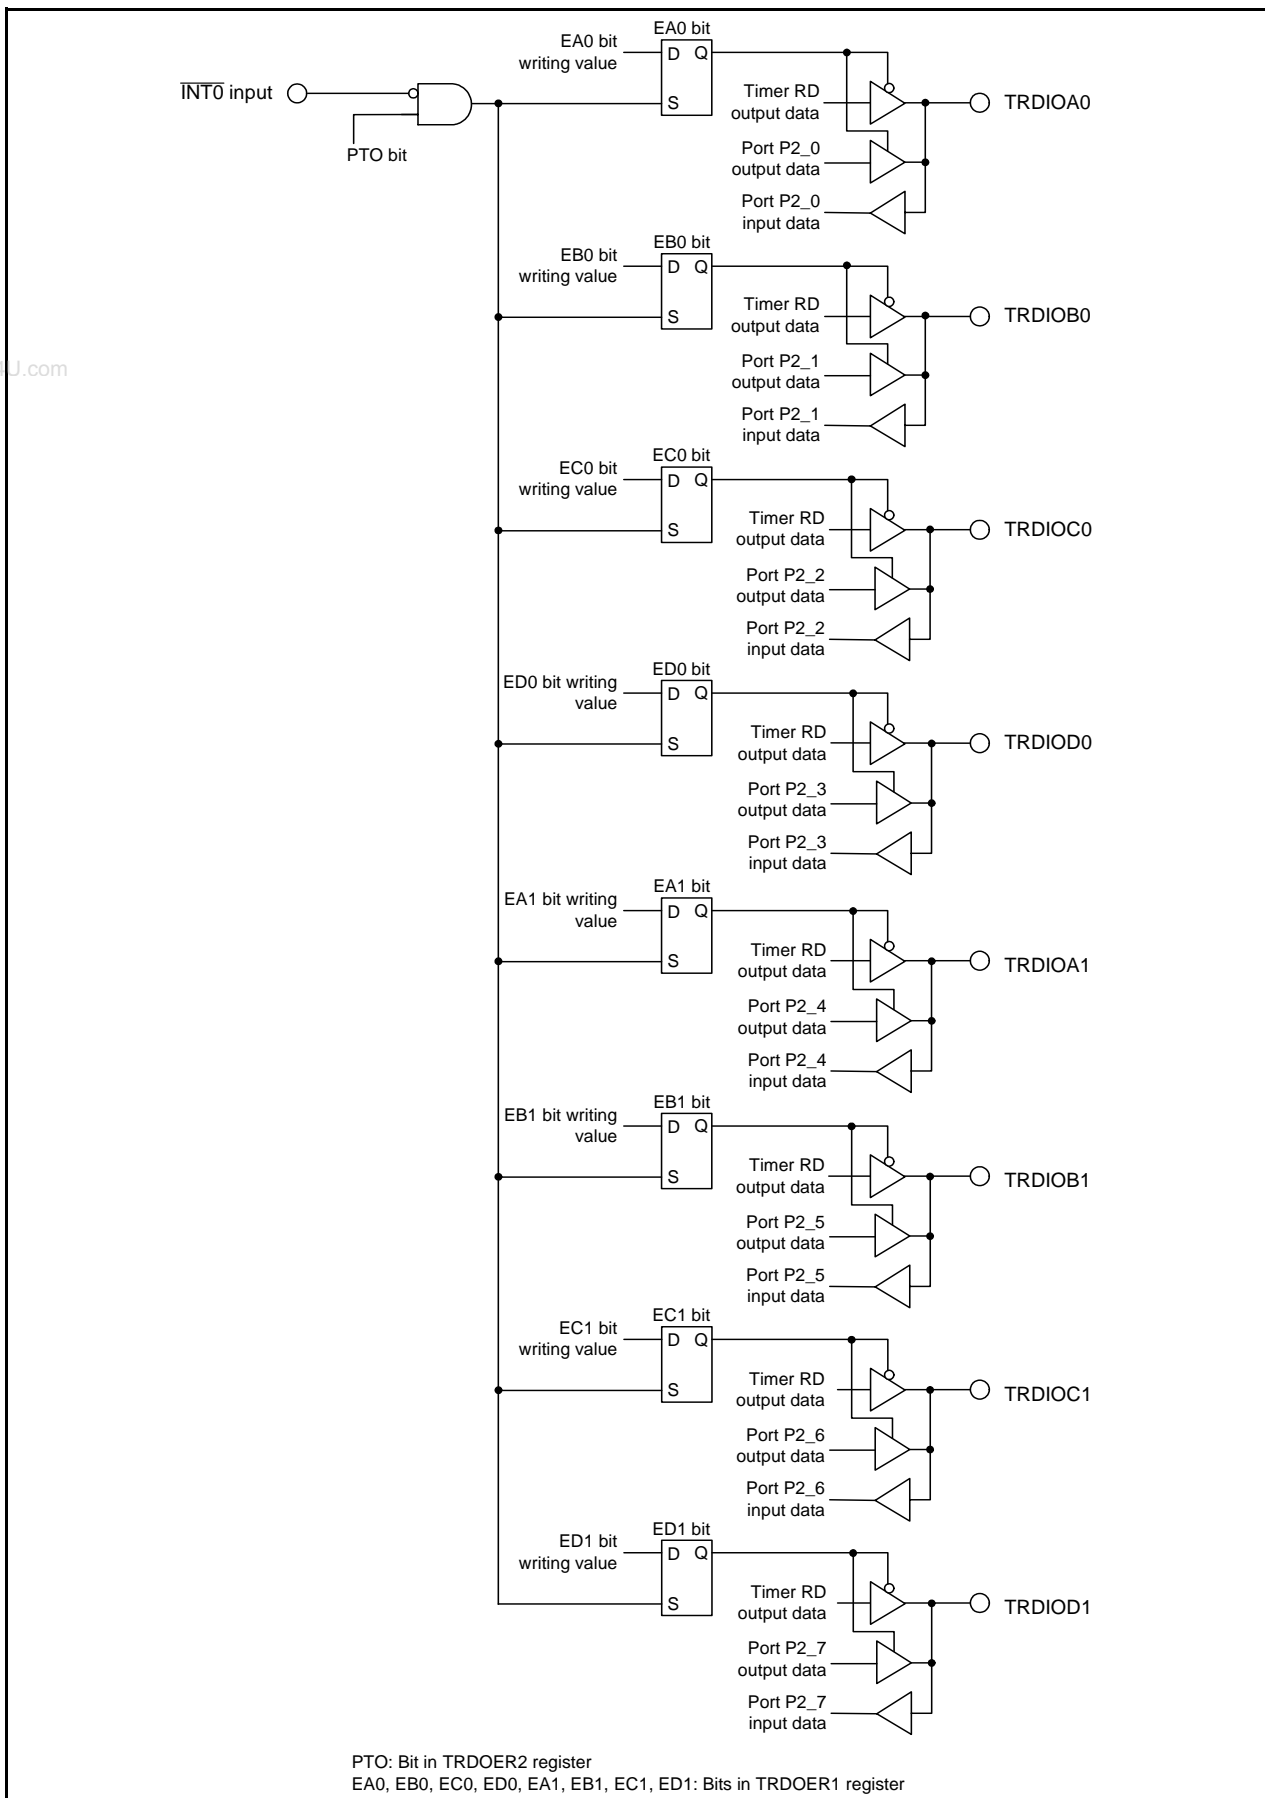 EA0 bit
EA0 bit
writing value
D Q
S
INT0 input
PTO bit
Timer RD
output data
TRDIOA0
Port P2_0
output data
Port P2_0
input data
EB0 bit
EB0 bit
writing value
D Q
S
Timer RD
output data
TRDIOB0
Port P2_1
output data
Port P2_1
input data
4U.com
EC0 bit
EC0 bit
writing value
D Q
S
Timer RD
output data
TRDIOC0
Port P2_2
output data
Port P2_2
input data
ED0 bit
ED0 bit writing
value
D Q
S
Timer RD
output data
TRDIOD0
Port P2_3
output data
Port P2_3
input data
EA1 bit
EA1 bit writing
value
D Q
S
Timer RD
output data
TRDIOA1
Port P2_4
output data
Port P2_4
input data
EB1 bit
EB1 bit writing
value
D Q
S
Timer RD
output data
TRDIOB1
Port P2_5
output data
Port P2_5
input data
EC1 bit
EC1 bit
writing value
D Q
S
Timer RD
output data
TRDIOC1
Port P2_6
output data
Port P2_6
input data
ED1 bit
ED1 bit
writing value
D Q
S
Timer RD
output data
TRDIOD1
Port P2_7
output data
Port P2_7
input data
PTO: Bit in TRDOER2 register
EA0, EB0, EC0, ED0, EA1, EB1, EC1, ED1: Bits in TRDOER1 register